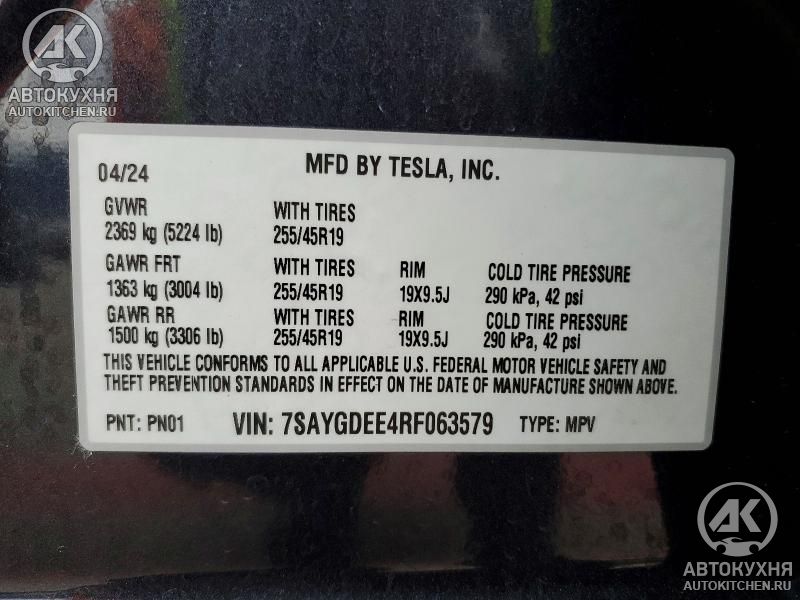 AK
АВТОКУХНЯ
AUTOKITCHEN.RU
04/24 MFD BY TESLA, INC.
GVWR WITH TIRES
2369 kg (5224 lb) 255/45R19
GAWR FRT WITH TIRES RIM COLD TIRE PRESSURE
1363 kg (3004 lb) 255/45R19 19X9.5J 290 kPa, 42 psi
GAWR RR WITH TIRES RIM COLD TIRE PRESSURE
1500 kg (3306 lb) 255/45R19 19X9.5J 290 kPa, 42 psi
THIS VEHICLE CONFORMS TO ALL APPLICABLE U.S. FEDERAL MOTOR VEHICLE SAFETY AND
THEFT PREVENTION STANDARDS IN EFFECT ON THE DATE OF MANUFACTURE SHOWN ABOVE.
PNT: PN01 VIN: 7SAYGDEE4RF063579 TYPE: MPV
AK
АВТОКУХНЯ
AUTOKITCHEN.RU